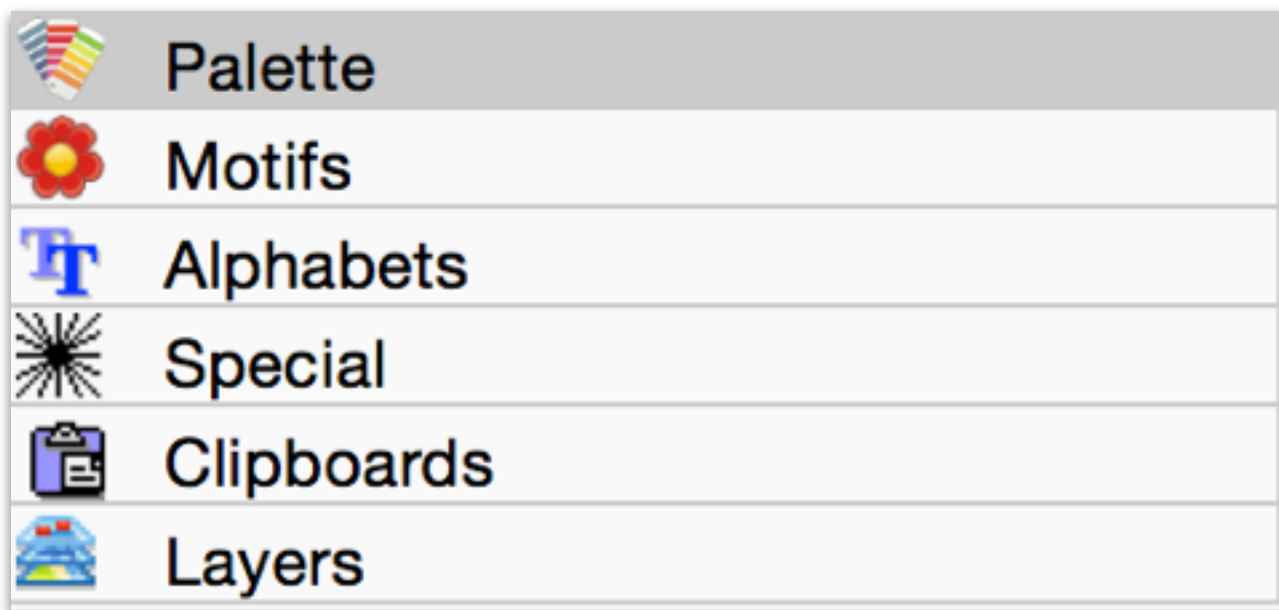 Palette
Motifs
Alphabets
Special
Clipboards
Layers